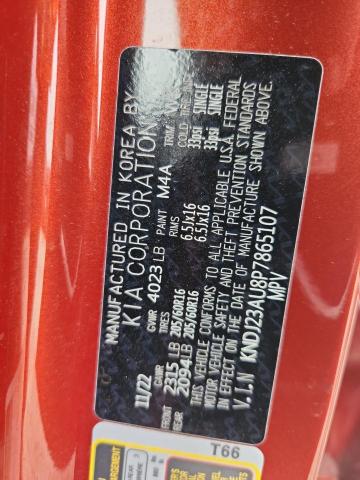 MANUFACTURED IN KOREA BY
KIA CORPORATION
11/22 GVWR 4023 LB PAINT M4A TRIM
GAWR TIRES RIMS COLD TIRE
FRONT 2315 LB 205/60R16 6.5Jx16 33psi SINGLE
REAR 2094 LB 205/60R16 6.5Jx16 33psi SINGLE
THIS VEHICLE CONFORMS TO ALL APPLICABLE U.S.A. FEDERAL
MOTOR VEHICLE SAFETY AND THEFT PREVENTION STANDARDS
IN EFFECT ON THE DATE OF MANUFACTURE SHOWN ABOVE.
V.I.N KNDJ23AU8P7865107
MPV
T66